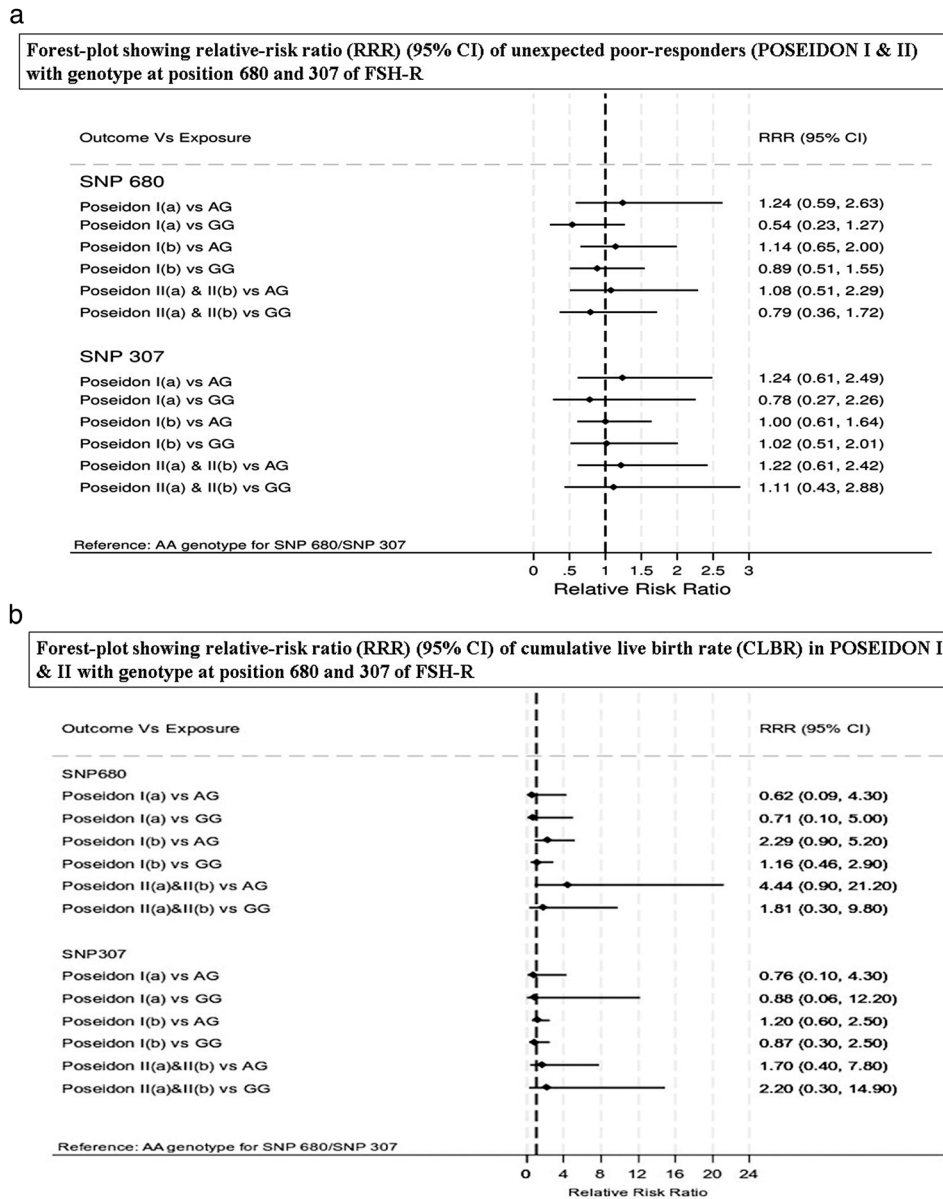 a
Forest-plot showing relative-risk ratio (RRR) (95% CI) of unexpected poor-responders (POSEIDON I & II)
with genotype at position 680 and 307 of FSH-R
Outcome Vs Exposure RRR (95% CI)
SNP 680
Poseidon I(a) vs AG 1.24 (0.59, 2.63)
Poseidon I(a) vs GG 0.54 (0.23, 1.27)
Poseidon I(b) vs AG 1.14 (0.65, 2.00)
Poseidon I(b) vs GG 0.89 (0.51, 1.55)
Poseidon II(a) & II(b) vs AG 1.08 (0.51, 2.29)
Poseidon II(a) & II(b) vs GG 0.79 (0.36, 1.72)
SNP 307
Poseidon I(a) vs AG 1.24 (0.61, 2.49)
Poseidon I(a) vs GG 0.78 (0.27, 2.26)
Poseidon I(b) vs AG 1.00 (0.61, 1.64)
Poseidon I(b) vs GG 1.02 (0.51, 2.01)
Poseidon II(a) & II(b) vs AG 1.22 (0.61, 2.42)
Poseidon II(a) & II(b) vs GG 1.11 (0.43, 2.88)
Reference: AA genotype for SNP 680/SNP 307
0 .5 1 1.5 2 2.5 3
Relative Risk Ratio
b
Forest-plot showing relative-risk ratio (RRR) (95% CI) of cumulative live birth rate (CLBR) in POSEIDON I
& II with genotype at position 680 and 307 of FSH-R
Outcome Vs Exposure RRR (95% CI)
SNP680
Poseidon I(a) vs AG 0.62 (0.09, 4.30)
Poseidon I(a) vs GG 0.71 (0.10, 5.00)
Poseidon I(b) vs AG 2.29 (0.90, 5.20)
Poseidon I(b) vs GG 1.16 (0.46, 2.90)
Poseidon II(a)&II(b) vs AG 4.44 (0.90, 21.20)
Poseidon II(a)&II(b) vs GG 1.81 (0.30, 9.80)
SNP307
Poseidon I(a) vs AG 0.76 (0.10, 4.30)
Poseidon I(a) vs GG 0.88 (0.06, 12.20)
Poseidon I(b) vs AG 1.20 (0.60, 2.50)
Poseidon I(b) vs GG 0.87 (0.30, 2.50)
Poseidon II(a)&II(b) vs AG 1.70 (0.40, 7.80)
Poseidon II(a)&II(b) vs GG 2.20 (0.30, 14.90)
Reference: AA genotype for SNP 680/SNP 307
0 4 8 12 16 20 24
Relative Risk Ratio